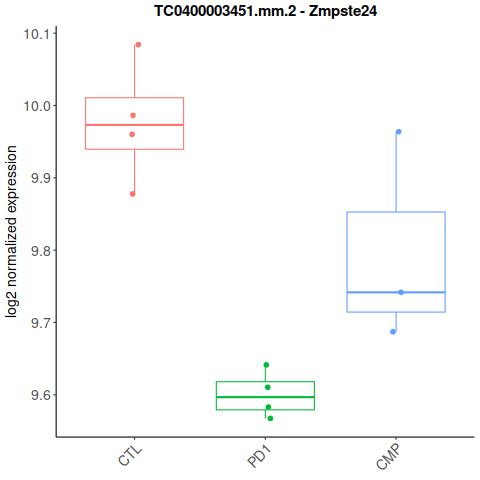 TC0400003451.mm.2 - Zmpste24
log2 normalized expression
10.1
10.0
9.9
9.8
9.7
9.6
CTL
PD1
CMP